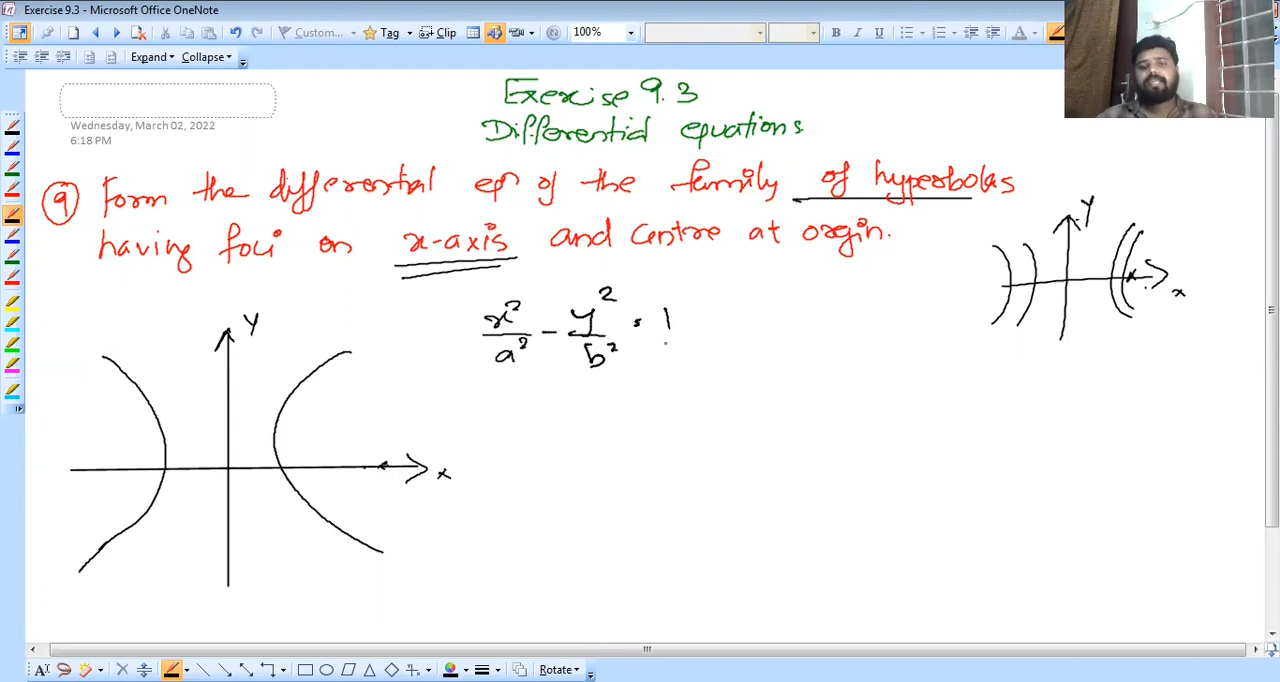 Exercise 9.3 - Microsoft Office OneNote
Custom...
Tag
Clip
100%
B I U
A
Expand
Collapse
Exercise 9.3
Wednesday, March 02, 2022
6:18 PM
Differential equations
9 Form the differential eqn of the family of hyperbolas
having foci on x-axis and centre at orgin.
Y
x
x²/a² - y²/b² = 1
Y
x
Rotate